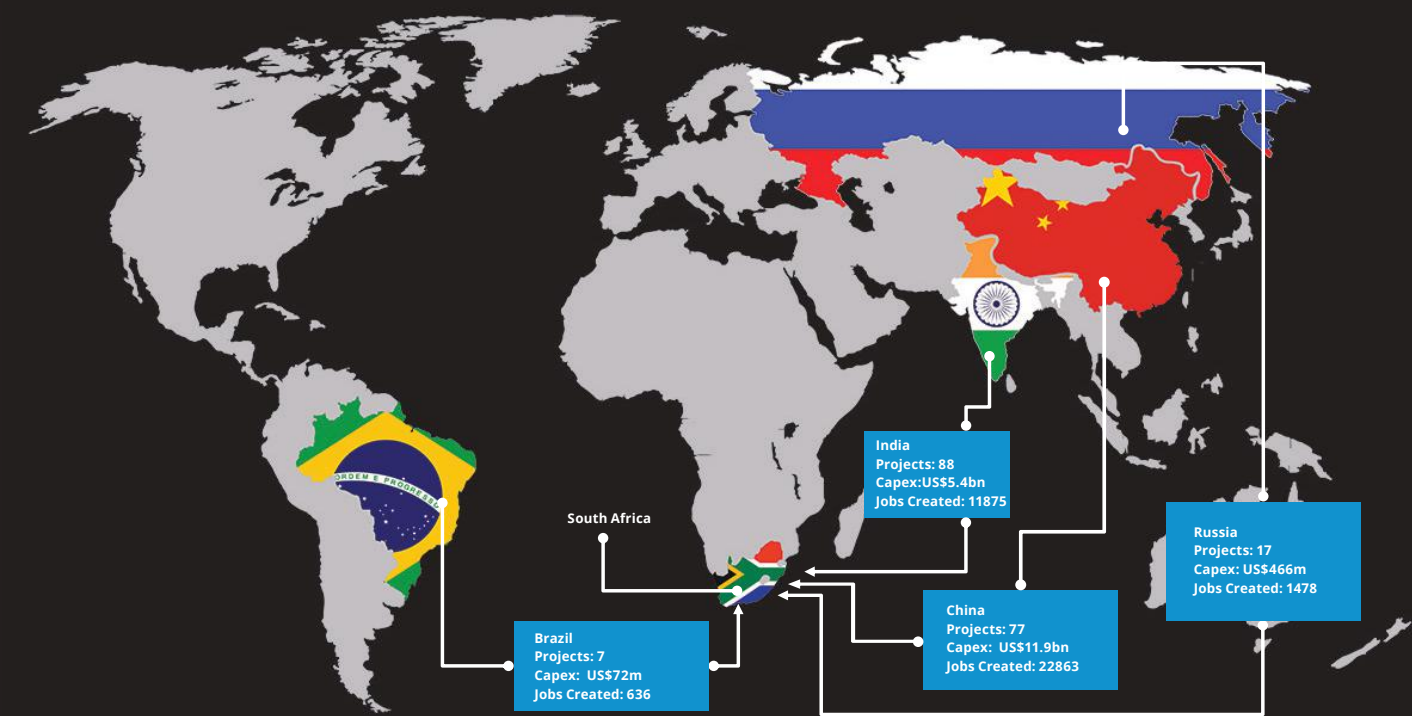 ORDEM E PROGRESSO
South Africa
India
Projects: 88
Capex:US$5.4bn
Jobs Created: 11875
Russia
Projects: 17
Capex: US$466m
Jobs Created: 1478
China
Projects: 77
Capex:  US$11.9bn
Jobs Created: 22863
Brazil
Projects: 7
Capex:  US$72m
Jobs Created: 636